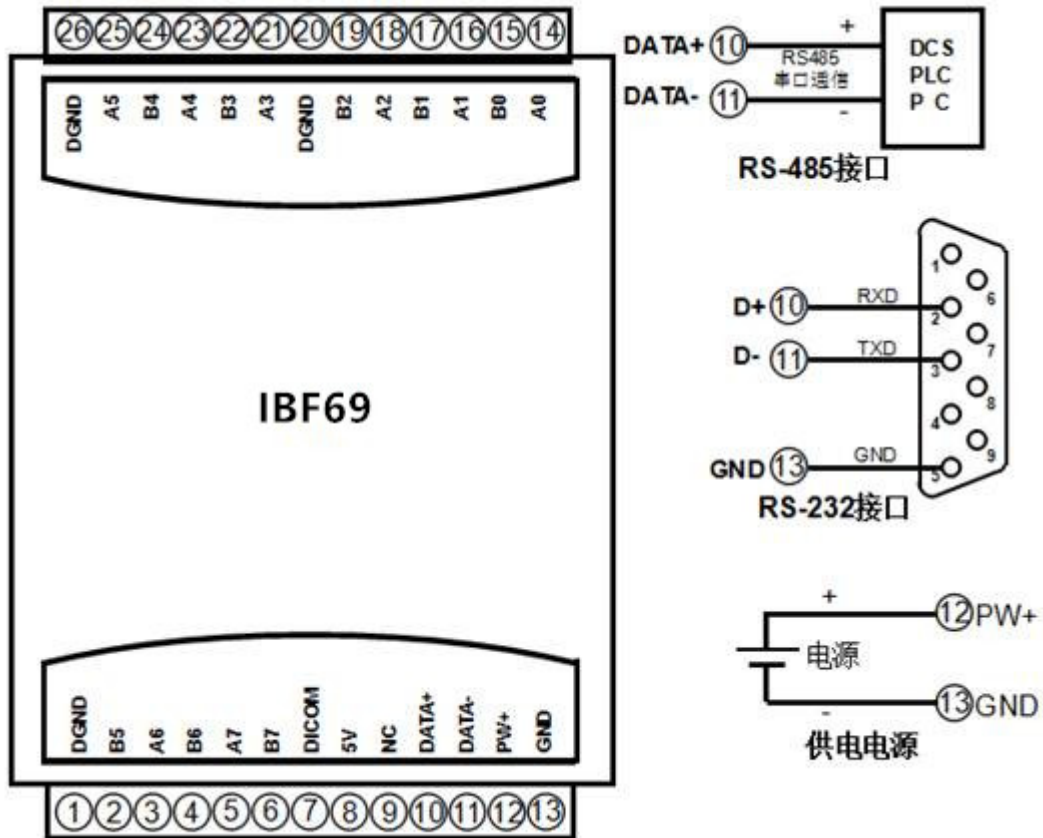 26 25 24 23 22 21 20 19 18 17 16 15 14
DGND A5 B4 A4 B3 A3 DGND B2 A2 B1 A1 B0 A0
IBF69
DGND B5 A6 B6 A7 B7 DICOM 5V NC DATA+ DATA- PW+ GND
1 2 3 4 5 6 7 8 9 10 11 12 13
DATA+ 10 + DCS
RS485 PLC
串口通信 P C
DATA- 11 -
RS-485接口
1
6
D+ 10 RXD 2
7
D- 11 TXD 3
8
4
9
GND 13 GND 5
RS-232接口
+ 12 PW+
电源
- 13 GND
供电电源